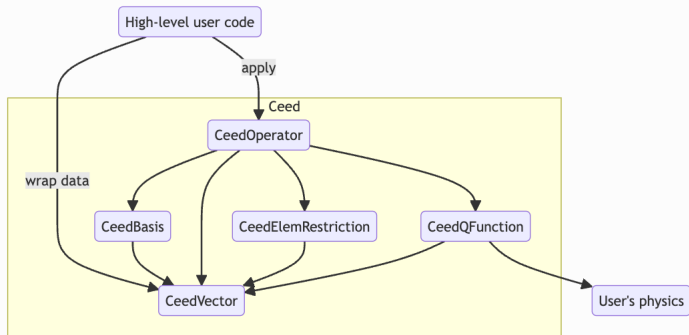 High-level user code
apply
Ceed
CeedOperator
wrap data
CeedBasis
CeedElemRestriction
CeedQFunction
CeedVector
User's physics